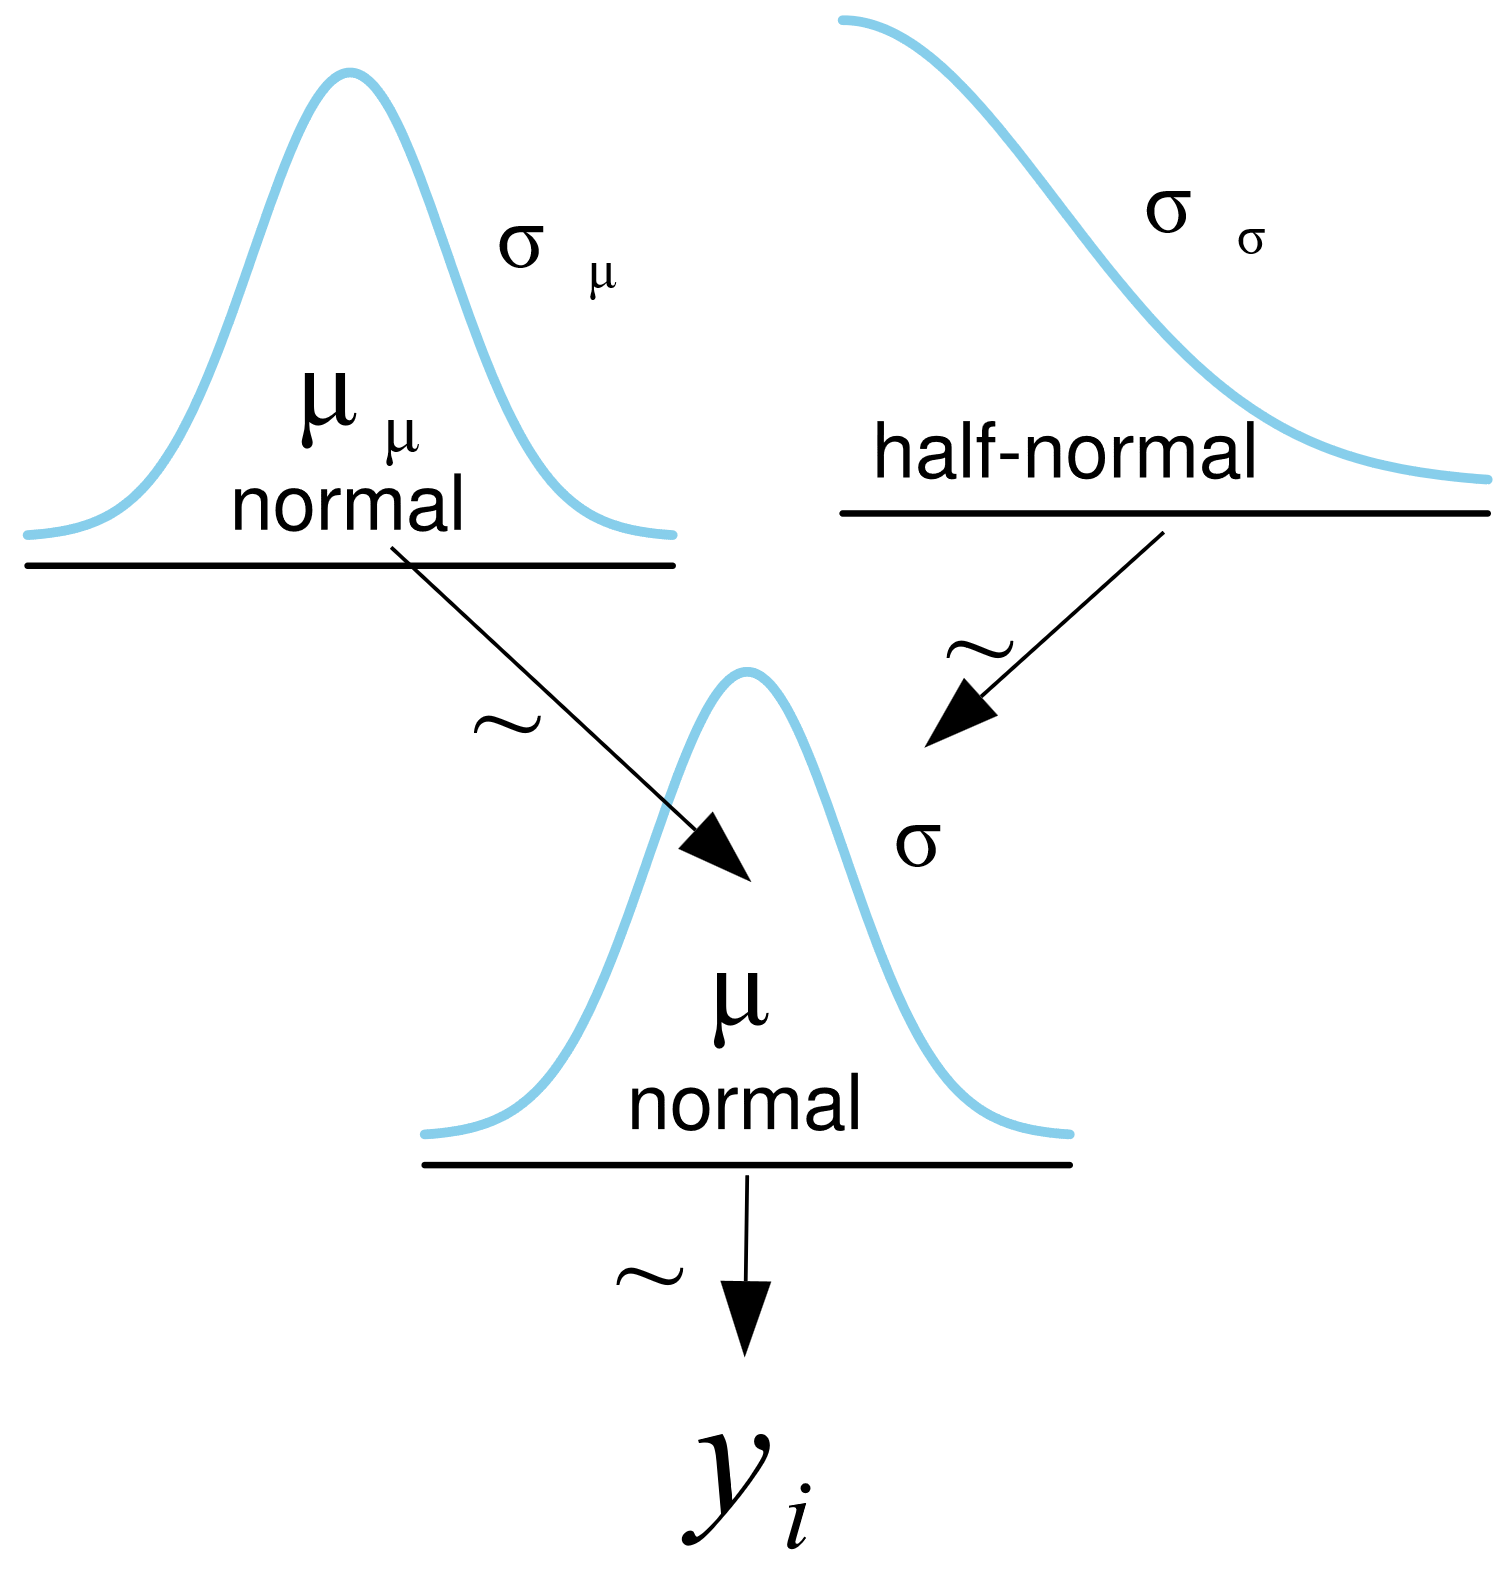 σ σ
σ μ
μ μ
half-normal
normal
~
~
σ
μ
normal
~
y i